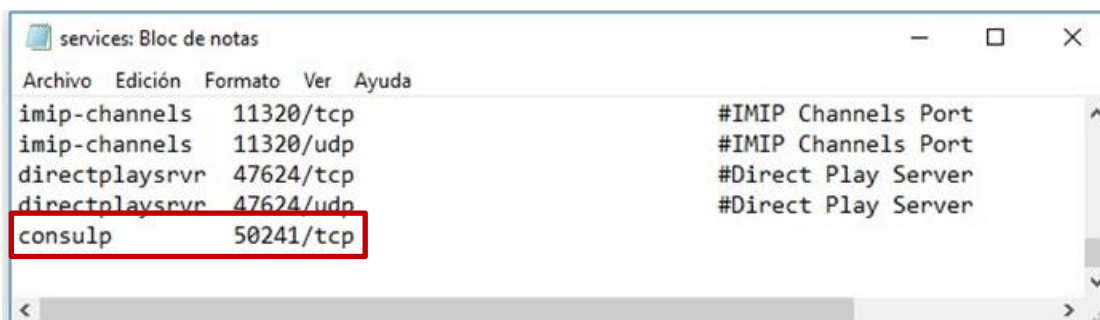 services: Bloc de notas
Archivo Edición Formato Ver Ayuda
imip-channels 11320/tcp #IMIP Channels Port
imip-channels 11320/udp #IMIP Channels Port
directplaysrvr 47624/tcp #Direct Play Server
directplaysrvr 47624/udp #Direct Play Server
consulp 50241/tcp